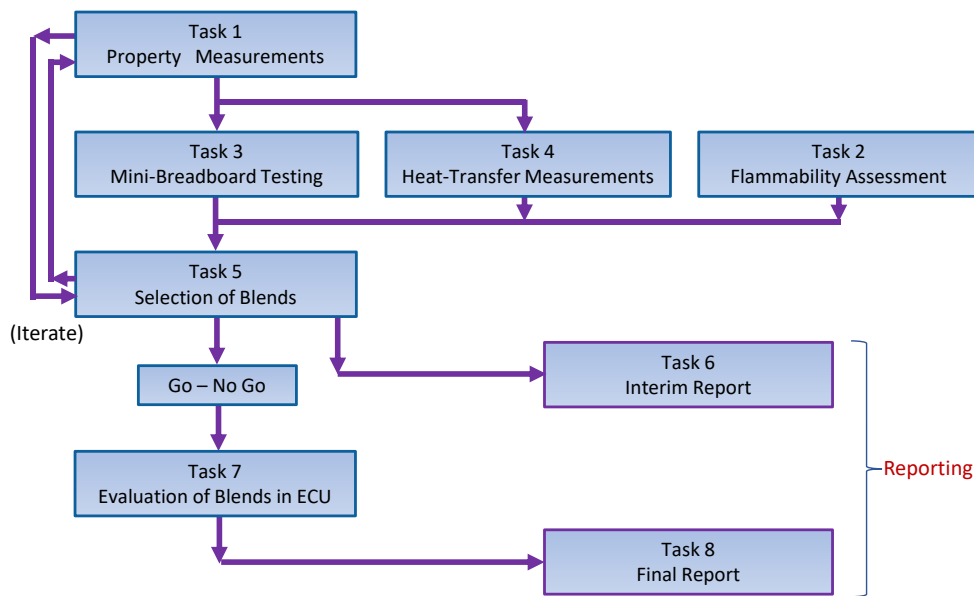 Task 1
Property Measurements
Task 3
Mini-Breadboard Testing
Task 4
Heat-Transfer Measurements
Task 2
Flammability Assessment
Task 5
Selection of Blends
(Iterate)
Go – No Go
Task 6
Interim Report
Reporting
Task 7
Evaluation of Blends in ECU
Task 8
Final Report